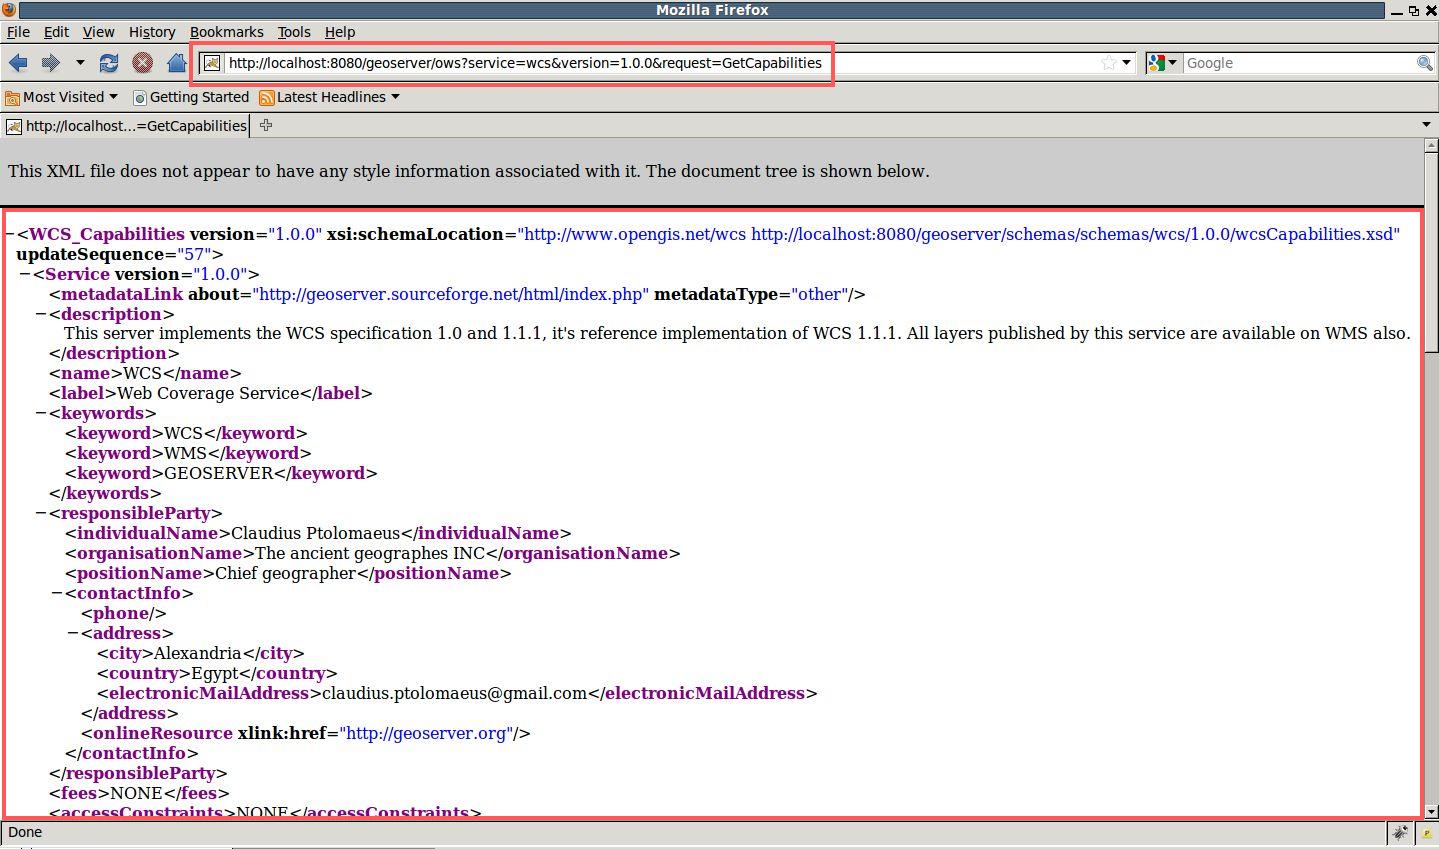 Mozilla Firefox
File Edit View History Bookmarks Tools Help
http://localhost:8080/geoserver/ows?service=wcs&version=1.0.0&request=GetCapabilities
Google
Most Visited Getting Started Latest Headlines
http://localhost...=GetCapabilities
This XML file does not appear to have any style information associated with it. The document tree is shown below.
−<WCS_Capabilities version="1.0.0" xsi:schemaLocation="http://www.opengis.net/wcs http://localhost:8080/geoserver/schemas/schemas/wcs/1.0.0/wcsCapabilities.xsd"
updateSequence="57">
−<Service version="1.0.0">
<metadataLink about="http://geoserver.sourceforge.net/html/index.php" metadataType="other"/>
−<description>
This server implements the WCS specification 1.0 and 1.1.1, it's reference implementation of WCS 1.1.1. All layers published by this service are available on WMS also.
</description>
<name>WCS</name>
<label>Web Coverage Service</label>
−<keywords>
<keyword>WCS</keyword>
<keyword>WMS</keyword>
<keyword>GEOSERVER</keyword>
</keywords>
−<responsibleParty>
<individualName>Claudius Ptolomaeus</individualName>
<organisationName>The ancient geographes INC</organisationName>
<positionName>Chief geographer</positionName>
−<contactInfo>
<phone/>
−<address>
<city>Alexandria</city>
<country>Egypt</country>
<electronicMailAddress>claudius.ptolomaeus@gmail.com</electronicMailAddress>
</address>
<onlineResource xlink:href="http://geoserver.org"/>
</contactInfo>
</responsibleParty>
<fees>NONE</fees>
<accessConstraints>NONE</accessConstraints>
Done